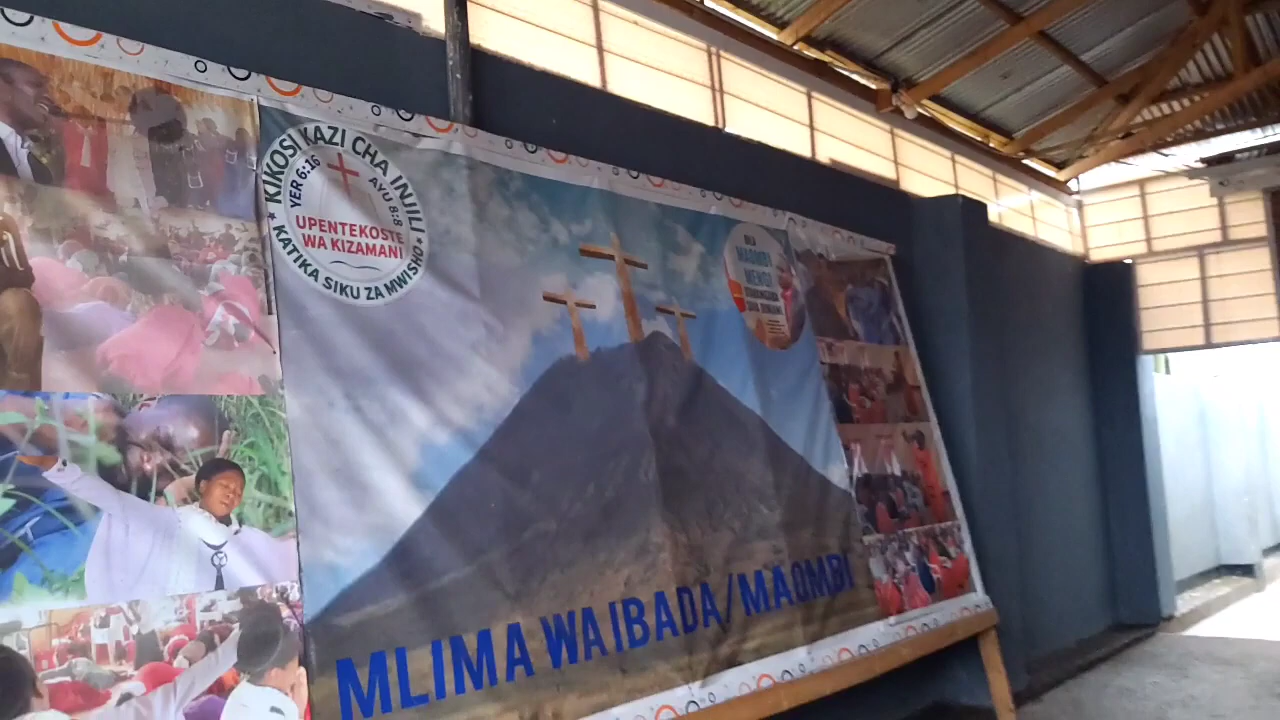 KIKOSI KAZI CHA INJILI
YER 6:16
AYU 8:8
UPENTEKOSTE
WA KIZAMANI
KATIKA SIKU ZA MWISHO
BILA
MAOMBI
MENGI
MLIMA WA IBADA/MAOMBI